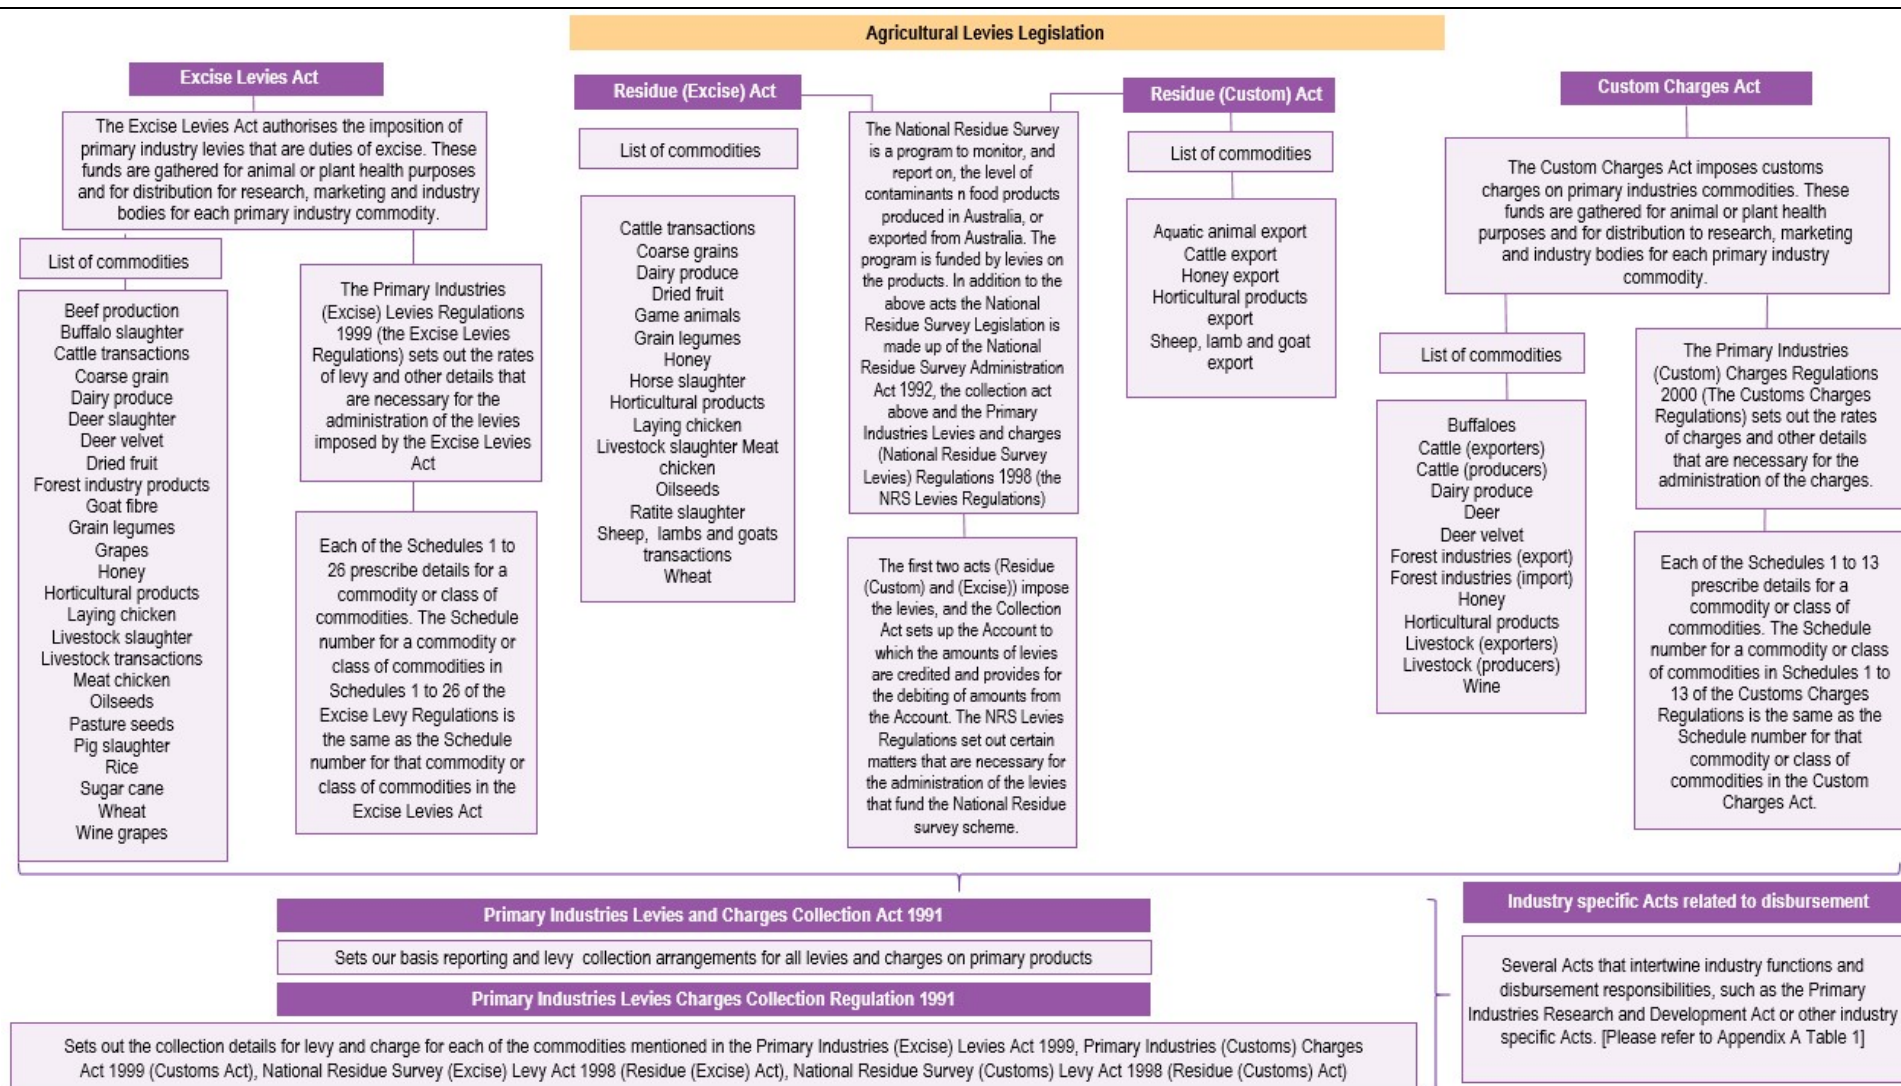 Agricultural Levies Legislation
Excise Levies Act
The Excise Levies Act authorises the imposition of
primary industry levies that are duties of excise. These
funds are gathered for animal or plant health purposes
and for distribution for research, marketing and industry
bodies for each primary industry commodity.
List of commodities
Beef production
Buffalo slaughter
Cattle transactions
Coarse grain
Dairy produce
Deer slaughter
Deer velvet
Dried fruit
Forest industry products
Goat fibre
Grain legumes
Grapes
Honey
Horticultural products
Laying chicken
Livestock slaughter
Livestock transactions
Meat chicken
Oilseeds
Pasture seeds
Pig slaughter
Rice
Sugar cane
Wheat
Wine grapes
The Primary Industries
(Excise) Levies Regulations
1999 (the Excise Levies
Regulations) sets out the rates
of levy and other details that
are necessary for the
administration of the levies
imposed by the Excise Levies
Act
Each of the Schedules 1 to
26 prescribe details for a
commodity or class of
commodities. The Schedule
number for a commodity or
class of commodities in
Schedules 1 to 26 of the
Excise Levy Regulations is
the same as the Schedule
number for that commodity or
class of commodities in the
Excise Levies Act
Residue (Excise) Act
List of commodities
Cattle transactions
Coarse grains
Dairy produce
Dried fruit
Game animals
Grain legumes
Honey
Horse slaughter
Horticultural products
Laying chicken
Livestock slaughter Meat
chicken
Oilseeds
Ratite slaughter
Sheep, lambs and goats
transactions
Wheat
The National Residue Survey
is a program to monitor, and
report on, the level of
contaminants n food products
produced in Australia, or
exported from Australia. The
program is funded by levies on
the products. In addition to the
above acts the National
Residue Survey Legislation is
made up of the National
Residue Survey Administration
Act 1992, the collection act
above and the Primary
Industries Levies and charges
(National Residue Survey
Levies) Regulations 1998 (the
NRS Levies Regulations)
The first two acts (Residue
(Custom) and (Excise)) impose
the levies, and the Collection
Act sets up the Account to
which the amounts of levies
are credited and provides for
the debiting of amounts from
the Account. The NRS Levies
Regulations set out certain
matters that are necessary for
the administration of the levies
that fund the National Residue
survey scheme.
Residue (Custom) Act
List of commodities
Aquatic animal export
Cattle export
Honey export
Horticultural products
export
Sheep, lamb and goat
export
Custom Charges Act
The Custom Charges Act imposes customs
charges on primary industries commodities. These
funds are gathered for animal or plant health
purposes and for distribution to research, marketing
and industry bodies for each primary industry
commodity.
List of commodities
Buffaloes
Cattle (exporters)
Cattle (producers)
Dairy produce
Deer
Deer velvet
Forest industries (export)
Forest industries (import)
Honey
Horticultural products
Livestock (exporters)
Livestock (producers)
Wine
The Primary Industries
(Custom) Charges Regulations
2000 (The Customs Charges
Regulations) sets out the rates
of charges and other details
that are necessary for the
administration of the charges.
Each of the Schedules 1 to 13
prescribe details for a
commodity or class of
commodities. The Schedule
number for a commodity or class
of commodities in Schedules 1 to
13 of the Customs Charges
Regulations is the same as the
Schedule number for that
commodity or class of
commodities in the Custom
Charges Act.
Primary Industries Levies and Charges Collection Act 1991
Sets our basis reporting and levy collection arrangements for all levies and charges on primary products
Primary Industries Levies Charges Collection Regulation 1991
Sets out the collection details for levy and charge for each of the commodities mentioned in the Primary Industries (Excise) Levies Act 1999, Primary Industries (Customs) Charges
Act 1999 (Customs Act), National Residue Survey (Excise) Levy Act 1998 (Residue (Excise) Act), National Residue Survey (Customs) Levy Act 1998 (Residue (Customs) Act)
Industry specific Acts related to disbursement
Several Acts that intertwine industry functions and
disbursement responsibilities, such as the Primary
Industries Research and Development Act or other industry
specific Acts. [Please refer to Appendix A Table 1]